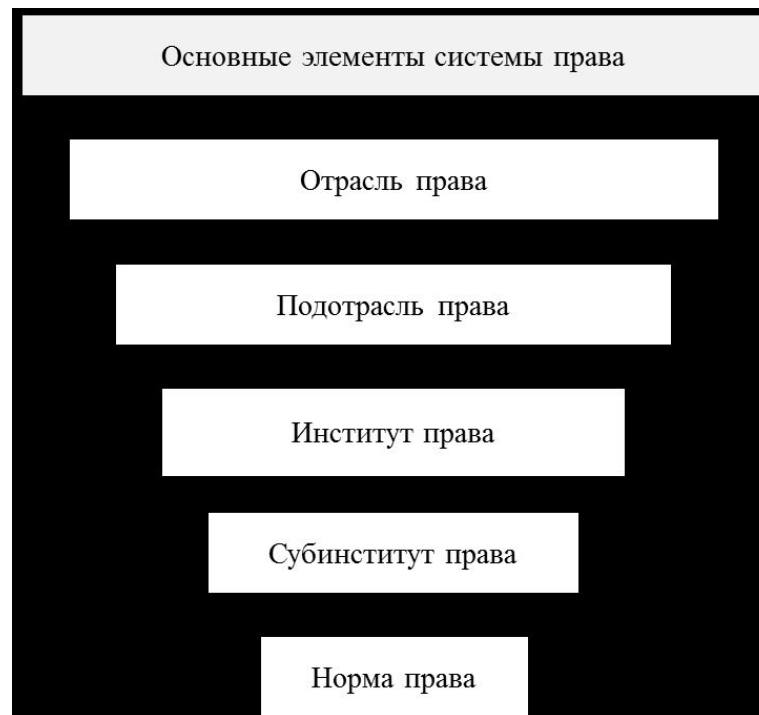 Основные элементы системы права
Отрасль права
Подотрасль права
Институт права
Субинститут права
Норма права